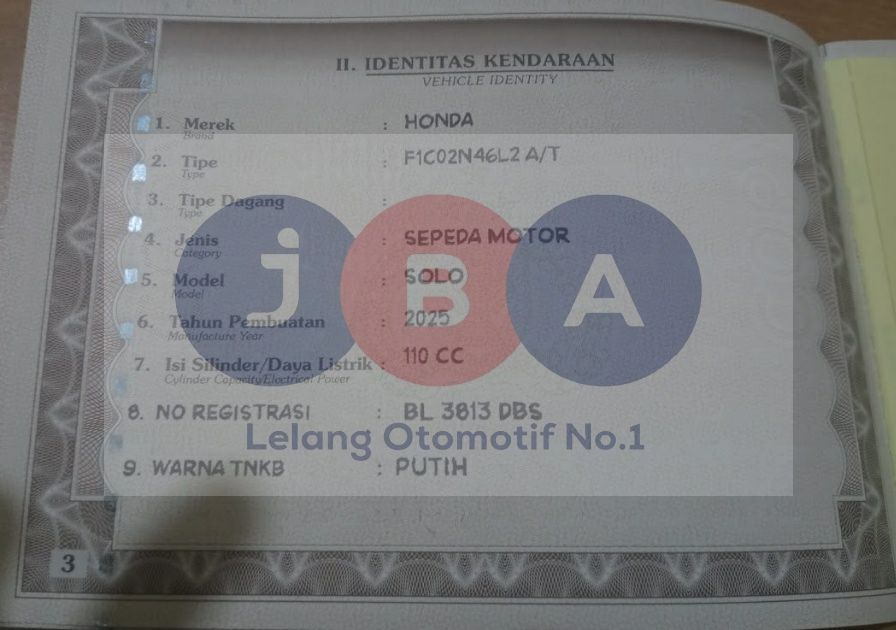 II. IDENTITAS KENDARAAN
VEHICLE IDENTITY
1. Merek : HONDA
Brand
2. Tipe : F1C02N46L2 A/T
Type
3. Tipe Dagang :
Type
4. Jenis : SEPEDA MOTOR
Category
5. Model : SOLO
Model
6. Tahun Pembuatan : 2025
Manufacture Year
7. Isi Silinder/Daya Listrik : 110 CC
Cylinder Capacity/Electrical Power
8. NO REGISTRASI : BL 3813 DBS
9. WARNA TNKB : PUTIH
3
JBA
Lelang Otomotif No.1